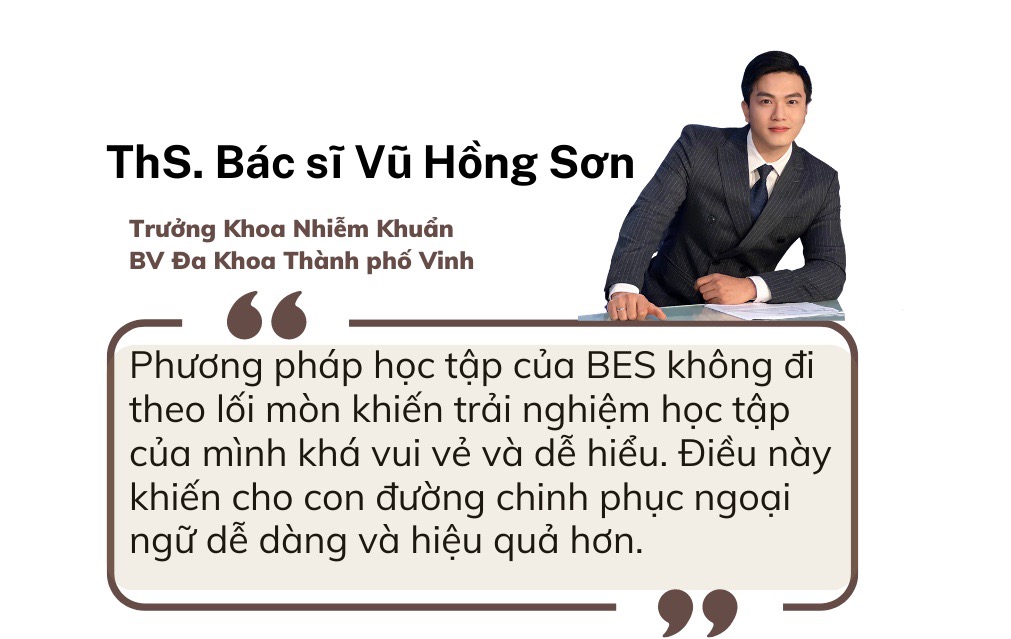 ThS. Bác sĩ Vũ Hồng Sơn
Trưởng Khoa Nhiễm Khuẩn
BV Đa Khoa Thành phố Vinh
Phương pháp học tập của BES không đi
theo lối mòn khiến trải nghiệm học tập
của mình khá vui vẻ và dễ hiểu. Điều này
khiến cho con đường chinh phục ngoại
ngữ dễ dàng và hiệu quả hơn.